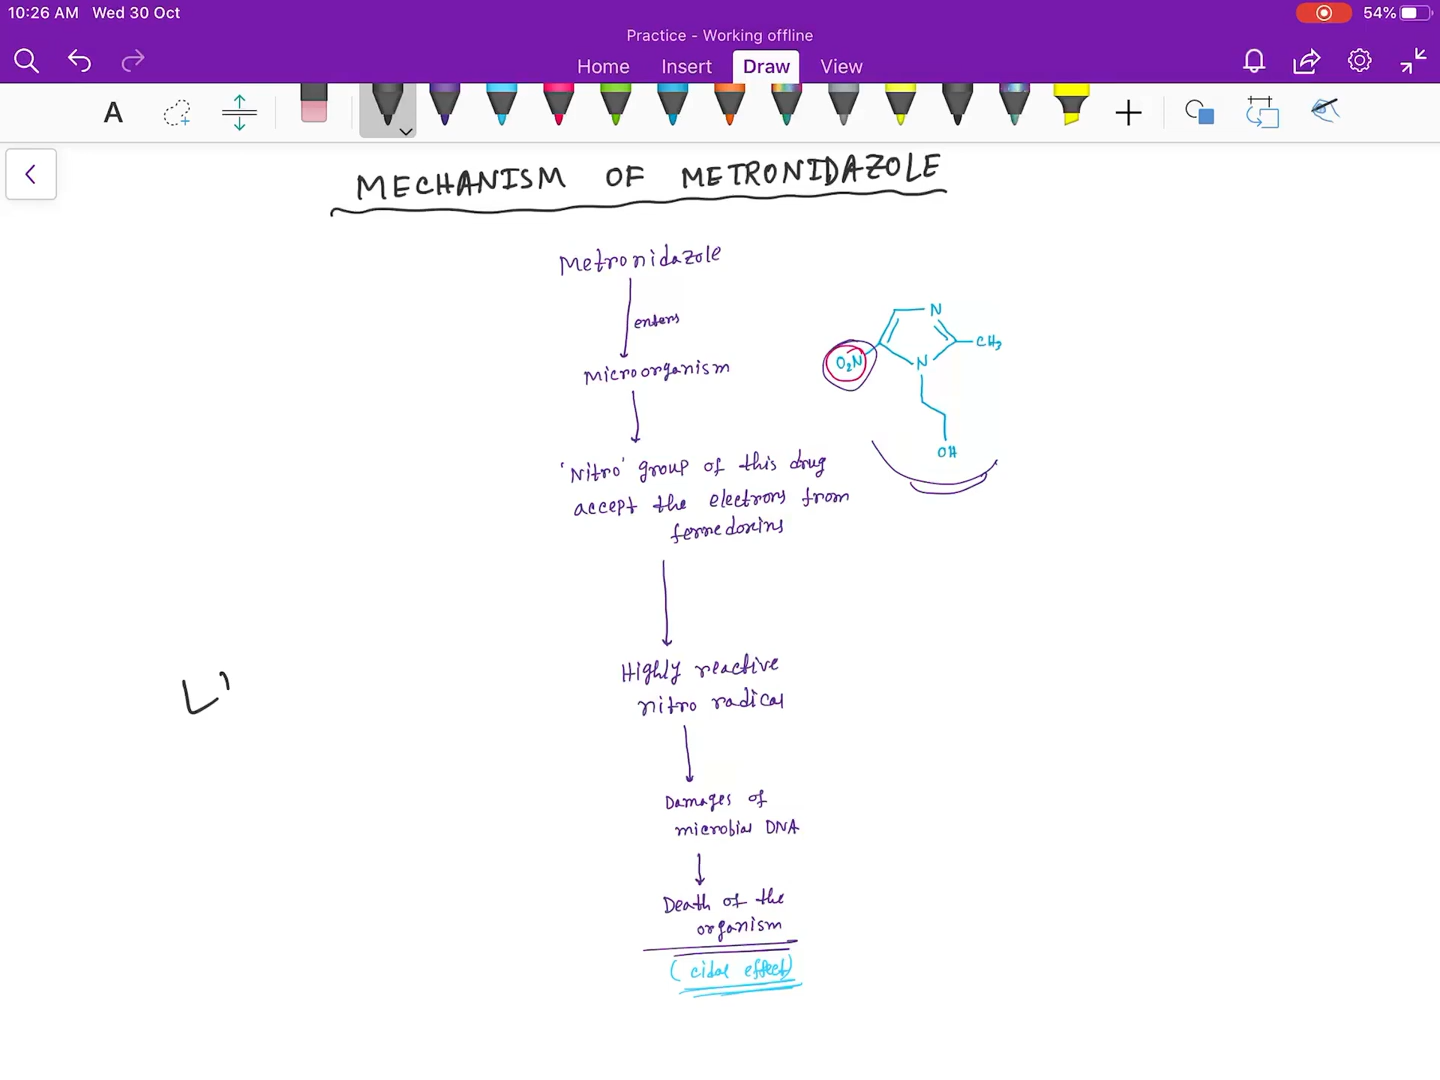 10:26 AM Wed 30 Oct
54%
Practice - Working offline
Home Insert Draw View
A
MECHANISM OF METRONIDAZOLE
Metronidazole
enters
Microorganism
N
CH3
O2N
N
OH
'Nitro' group of this drug
accept the electrons from
ferredoxins
Highly reactive
nitro radical
Damages of
microbial DNA
Death of the
organism
(cidal effect)